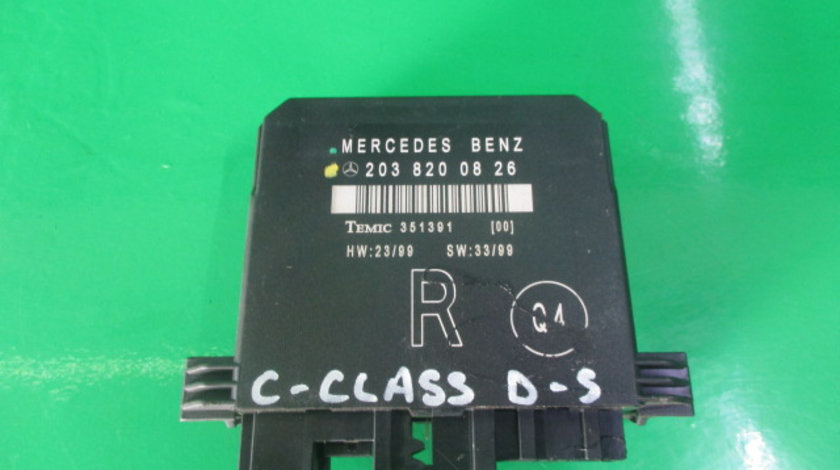 MERCEDES BENZ
203 820 08 26
TEMIC 351391 [00]
HW:23/99 SW:33/99
R
Q4
C-CLASS D-S